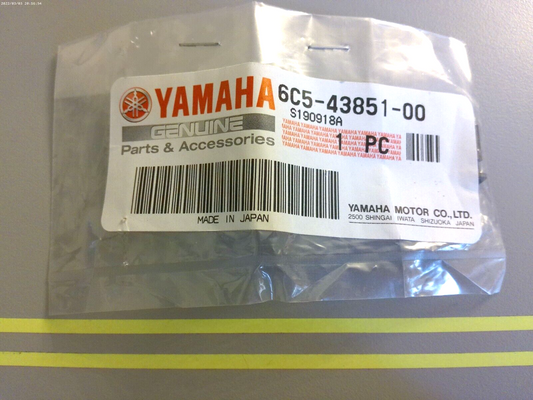 YAMAHA
6C5-43851-00
S190918A
GENUINE
Parts & Accessories
1 PC
MADE IN JAPAN
YAMAHA MOTOR CO.,LTD.
2500 SHINGAI IWATA SHIZUOKA JAPAN